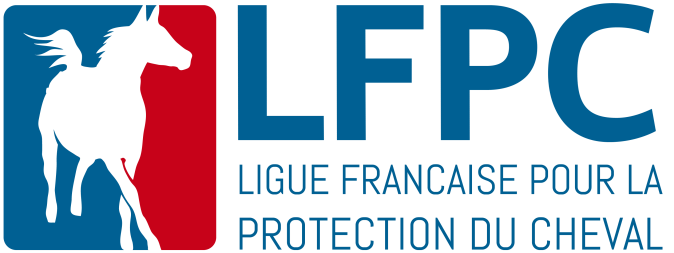 LFPC
LIGUE FRANCAISE POUR LA
PROTECTION DU CHEVAL